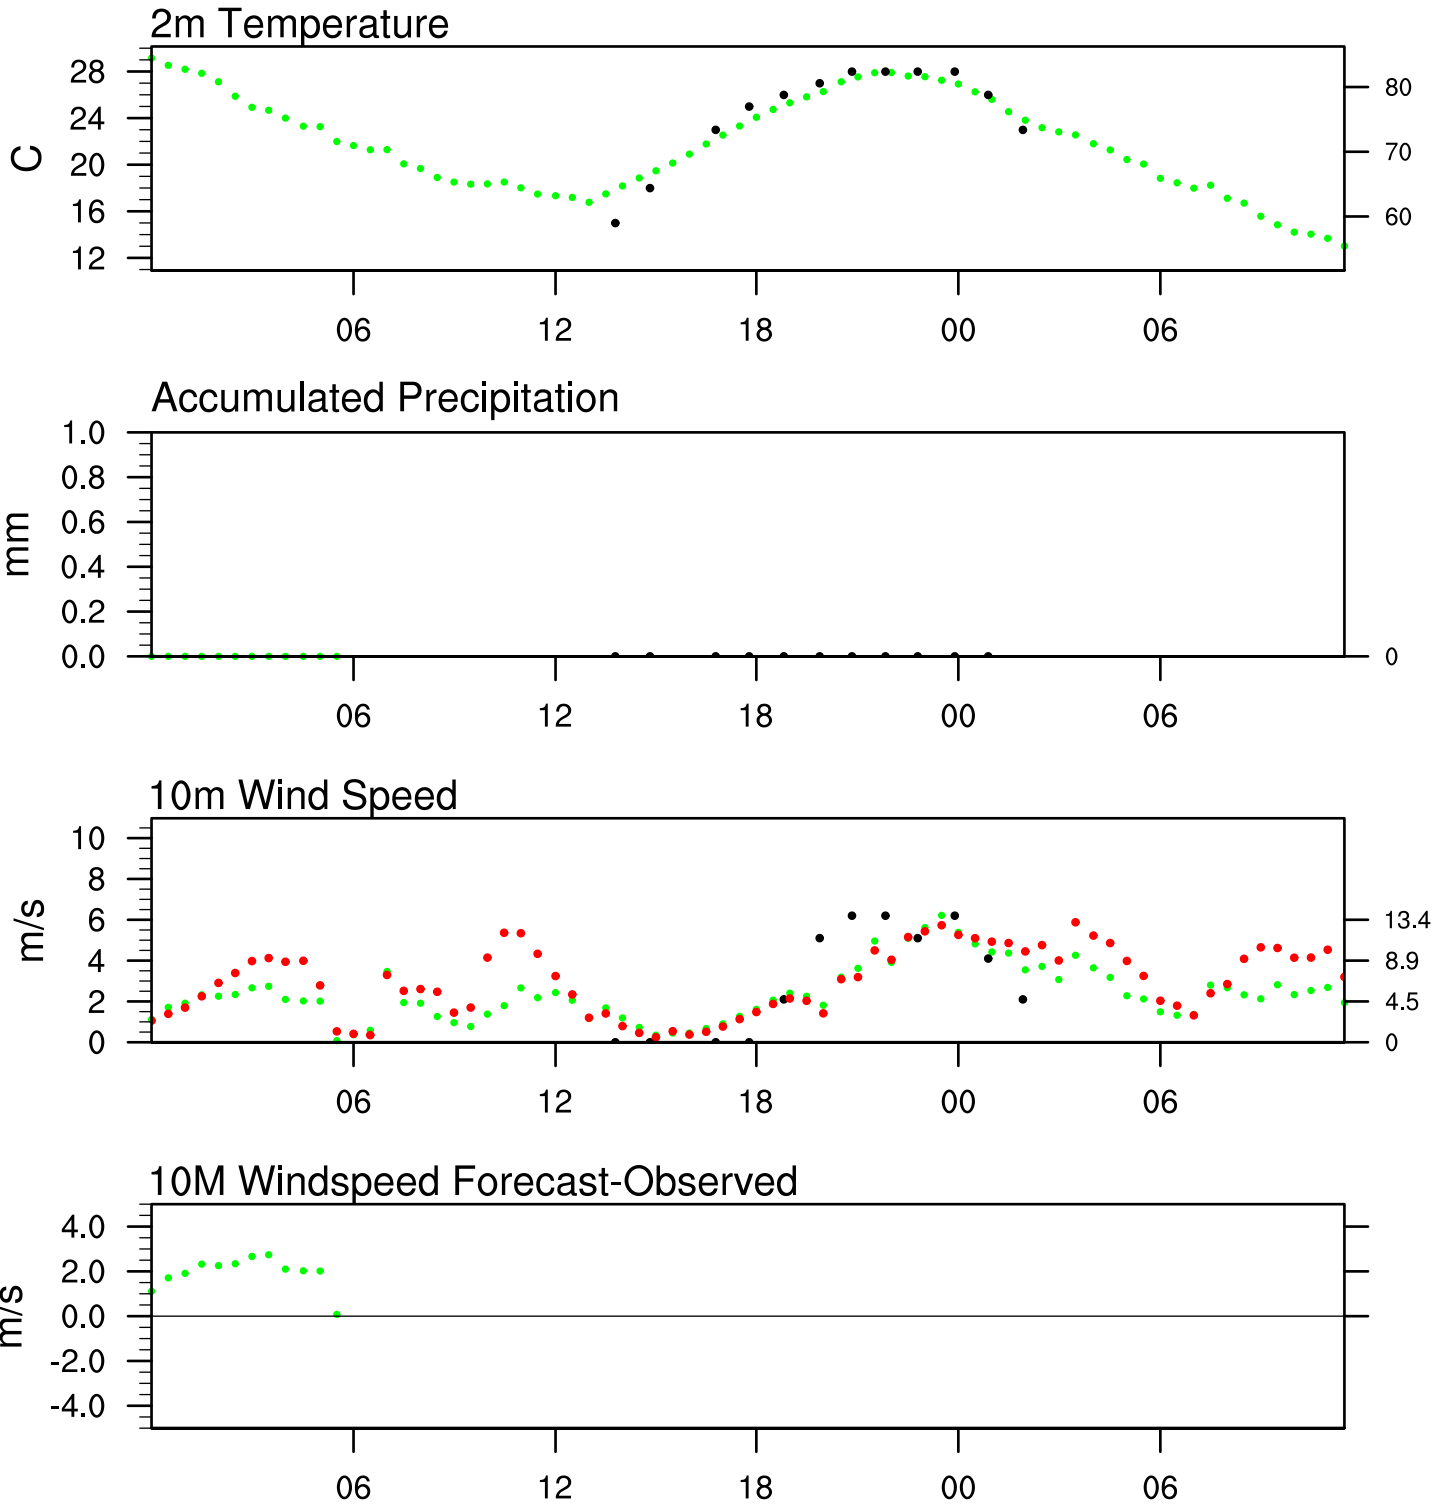 2m Temperature
28
24
20
16
12
C
80
70
60
06 12 18 00 06
Accumulated Precipitation
1.0
0.8
0.6
0.4
0.2
0.0
mm
0
06 12 18 00 06
10m Wind Speed
10
8
6
4
2
0
m/s
13.4
8.9
4.5
0
06 12 18 00 06
10M Windspeed Forecast-Observed
4.0
2.0
0.0
-2.0
-4.0
m/s
06 12 18 00 06